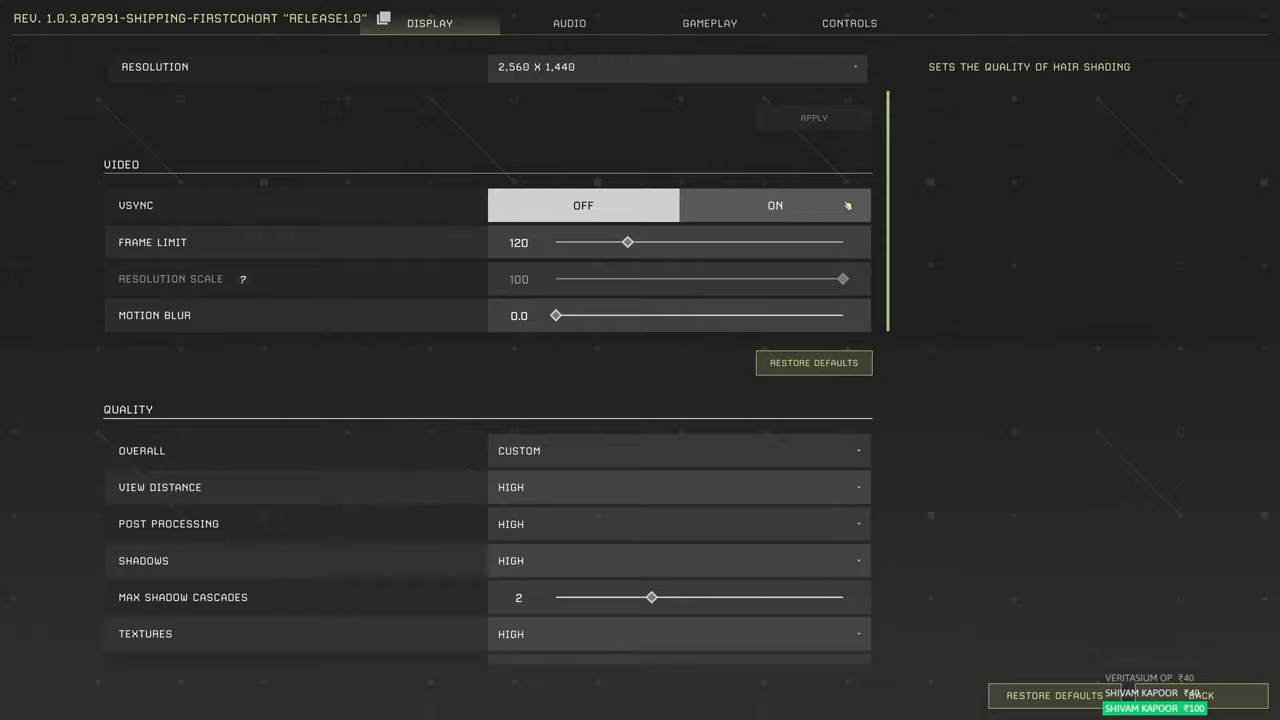 REV. 1.0.3.87891-SHIPPING-FIRSTCOHORT "RELEASE1.0"
DISPLAY AUDIO GAMEPLAY CONTROLS
RESOLUTION 2,560 X 1,440
SETS THE QUALITY OF HAIR SHADING
APPLY
VIDEO
VSYNC OFF ON
FRAME LIMIT 120
RESOLUTION SCALE ? 100
MOTION BLUR 0.0
RESTORE DEFAULTS
QUALITY
OVERALL CUSTOM
VIEW DISTANCE HIGH
POST PROCESSING HIGH
SHADOWS HIGH
MAX SHADOW CASCADES 2
TEXTURES HIGH
VERITASIUM OP ₹40
RESTORE DEFAULTS BACK
SHIVAM KAPOOR ₹40
SHIVAM KAPOOR ₹100